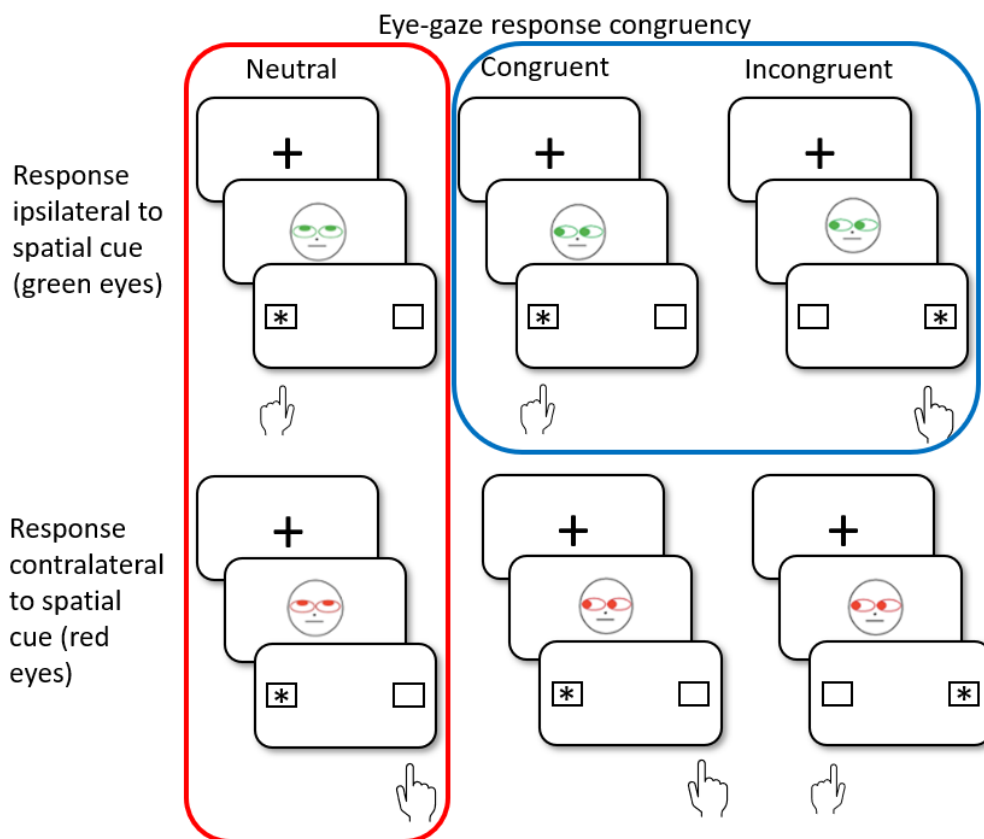 Eye-gaze response congruency
Neutral
Congruent
Incongruent
Response
ipsilateral to
spatial cue
(green eyes)
+
+
+
*
*
*
Response
contralateral
to spatial
cue (red
eyes)
+
+
+
*
*
*